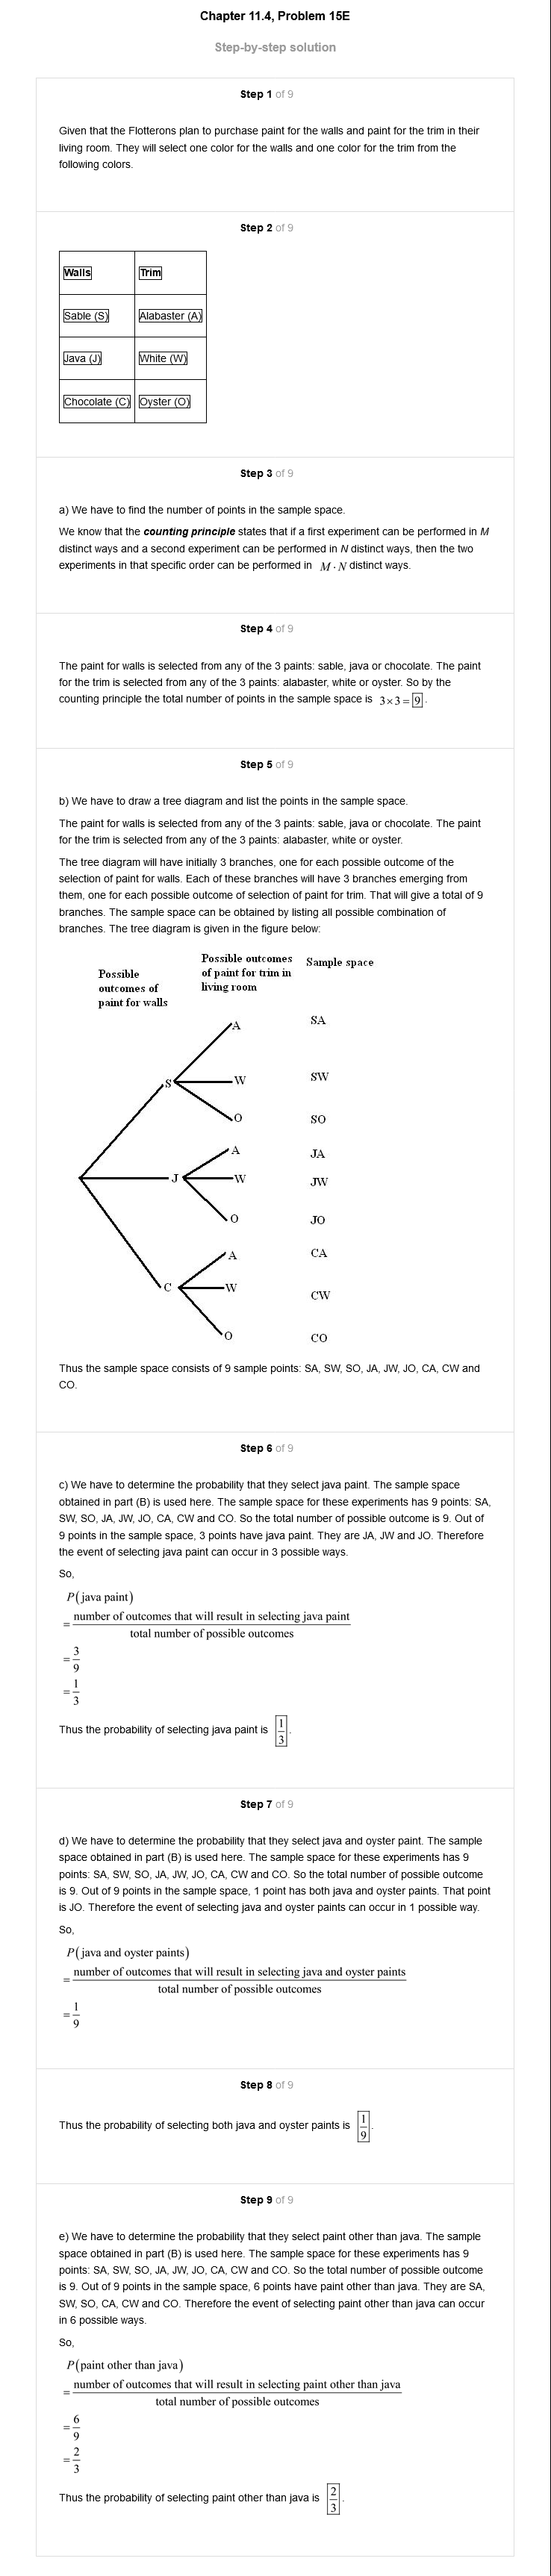 Chapter 11.4, Problem 15E
Step-by-step solution
Step 1 of 9
Given that the Flotterons plan to purchase paint for the walls and paint for the trim in their
living room. They will select one color for the walls and one color for the trim from the
following colors.
Step 2 of 9
Walls Trim
Sable (S) Alabaster (A)
Java (J) White (W)
Chocolate (C) Oyster (O)
Step 3 of 9
a) We have to find the number of points in the sample space.
We know that the counting principle states that if a first experiment can be performed in M
distinct ways and a second experiment can be performed in N distinct ways, then the two
experiments in that specific order can be performed in M · N distinct ways.
Step 4 of 9
The paint for walls is selected from any of the 3 paints: sable, java or chocolate. The paint
for the trim is selected from any of the 3 paints: alabaster, white or oyster. So by the
counting principle the total number of points in the sample space is 3×3=9.
Step 5 of 9
b) We have to draw a tree diagram and list the points in the sample space.
The paint for walls is selected from any of the 3 paints: sable, java or chocolate. The paint
for the trim is selected from any of the 3 paints: alabaster, white or oyster.
The tree diagram will have initially 3 branches, one for each possible outcome of the
selection of paint for walls. Each of these branches will have 3 branches emerging from
them, one for each possible outcome of selection of paint for trim. That will give a total of 9
branches. The sample space can be obtained by listing all possible combination of
branches. The tree diagram is given in the figure below:
Possible
outcomes of
paint for walls
Possible outcomes
of paint for trim in
living room
Sample space
A SA
S W SW
O SO
A JA
J W JW
O JO
A CA
C W CW
O CO
Thus the sample space consists of 9 sample points: SA, SW, SO, JA, JW, JO, CA, CW and
CO.
Step 6 of 9
c) We have to determine the probability that they select java paint. The sample space
obtained in part (B) is used here. The sample space for these experiments has 9 points: SA,
SW, SO, JA, JW, JO, CA, CW and CO. So the total number of possible outcome is 9. Out of
9 points in the sample space, 3 points have java paint. They are JA, JW and JO. Therefore
the event of selecting java paint can occur in 3 possible ways.
So,
P(java paint)
= number of outcomes that will result in selecting java paint
total number of possible outcomes
= 3/9
= 1/3
Thus the probability of selecting java paint is 1/3.
Step 7 of 9
d) We have to determine the probability that they select java and oyster paint. The sample
space obtained in part (B) is used here. The sample space for these experiments has 9
points: SA, SW, SO, JA, JW, JO, CA, CW and CO. So the total number of possible outcome
is 9. Out of 9 points in the sample space, 1 point has both java and oyster paints. That point
is JO. Therefore the event of selecting java and oyster paints can occur in 1 possible way.
So,
P(java and oyster paints)
= number of outcomes that will result in selecting java and oyster paints
total number of possible outcomes
= 1/9
Step 8 of 9
Thus the probability of selecting both java and oyster paints is 1/9.
Step 9 of 9
e) We have to determine the probability that they select paint other than java. The sample
space obtained in part (B) is used here. The sample space for these experiments has 9
points: SA, SW, SO, JA, JW, JO, CA, CW and CO. So the total number of possible outcome
is 9. Out of 9 points in the sample space, 6 points have paint other than java. They are SA,
SW, SO, CA, CW and CO. Therefore the event of selecting paint other than java can occur
in 6 possible ways.
So,
P(paint other than java)
= number of outcomes that will result in selecting paint other than java
total number of possible outcomes
= 6/9
= 2/3
Thus the probability of selecting paint other than java is 2/3.